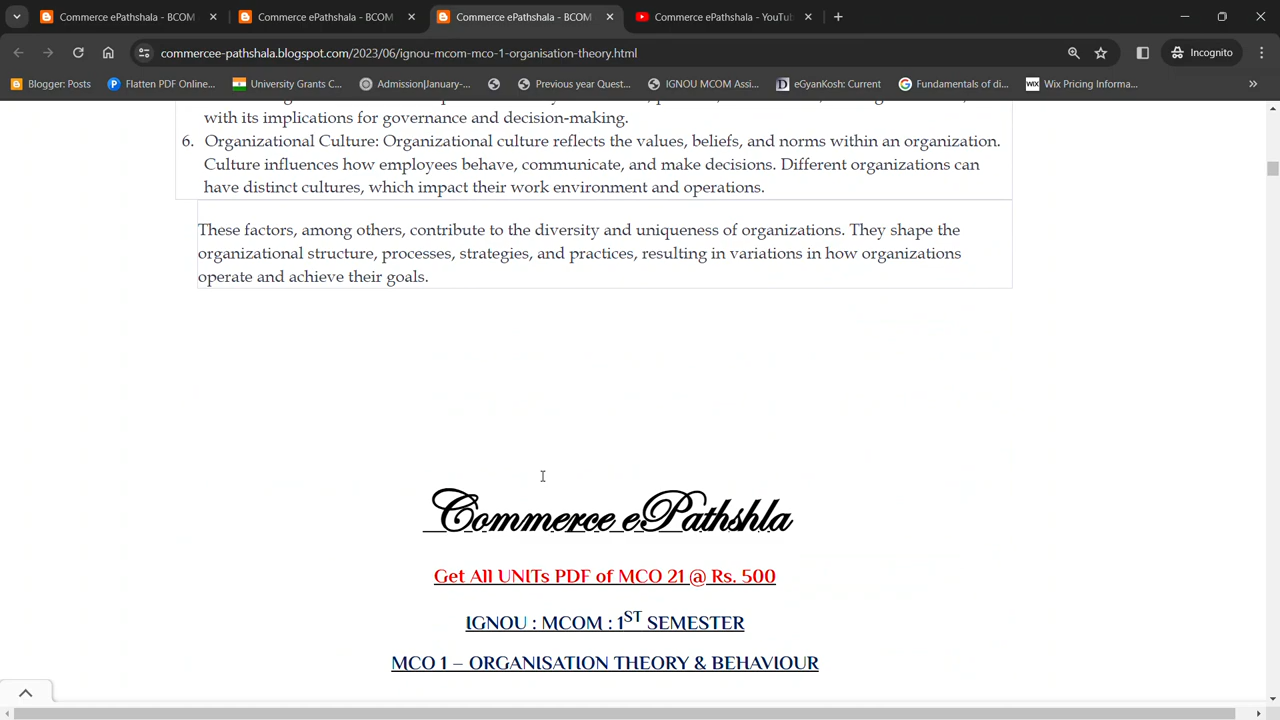 Commerce ePathshala - BCOM
Commerce ePathshala - BCOM
Commerce ePathshala - BCOM
Commerce ePathshala - YouTu
commercee-pathshala.blogspot.com/2023/06/ignou-mcom-mco-1-organisation-theory.html
Incognito
Blogger: Posts
Flatten PDF Online...
University Grants C...
Admission|January-...
Previous year Quest...
IGNOU MCOM Assi...
eGyanKosh: Current
Fundamentals of di...
WIX Wix Pricing Informa...
with its implications for governance and decision-making.
6. Organizational Culture: Organizational culture reflects the values, beliefs, and norms within an organization.
Culture influences how employees behave, communicate, and make decisions. Different organizations can
have distinct cultures, which impact their work environment and operations.
These factors, among others, contribute to the diversity and uniqueness of organizations. They shape the
organizational structure, processes, strategies, and practices, resulting in variations in how organizations
operate and achieve their goals.
Commerce ePathshla
Get All UNITs PDF of MCO 21 @ Rs. 500
IGNOU : MCOM : 1ST SEMESTER
MCO 1 – ORGANISATION THEORY & BEHAVIOUR